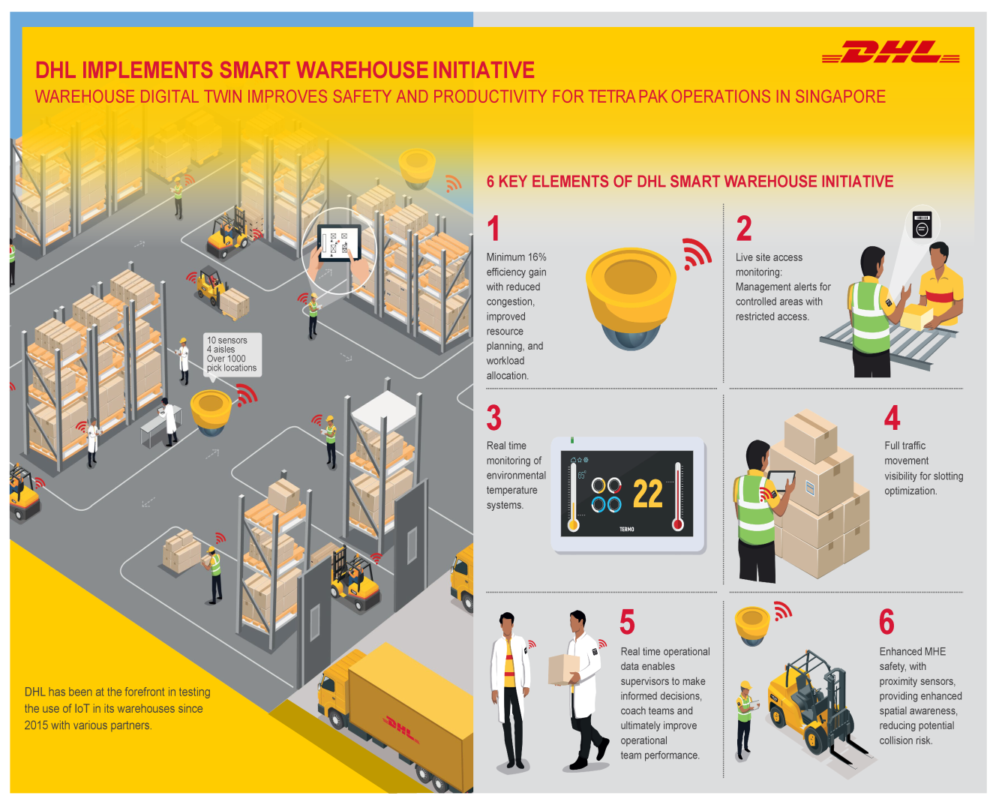 DHL IMPLEMENTS SMART WAREHOUSE INITIATIVE
WAREHOUSE DIGITAL TWIN IMPROVES SAFETY AND PRODUCTIVITY FOR TETRA PAK OPERATIONS IN SINGAPORE
DHL
10 sensors
4 aisles
Over 1000
pick locations
DHL has been at the forefront in testing
the use of IoT in its warehouses since
2015 with various partners.
DHL
6 KEY ELEMENTS OF DHL SMART WAREHOUSE INITIATIVE
1
Minimum 16%
efficiency gain
with reduced
congestion,
improved
resource
planning, and
workload
allocation.
2
Live site access
monitoring:
Management alerts for
controlled areas with
restricted access.
3
Real time
monitoring of
environmental
temperature
systems.
65°
22
TERMO
4
Full traffic
movement
visibility for slotting
optimization.
5
Real time operational
data enables
supervisors to make
informed decisions,
coach teams and
ultimately improve
operational
team performance.
6
Enhanced MHE
safety, with
proximity sensors,
providing enhanced
spatial awareness,
reducing potential
collision risk.